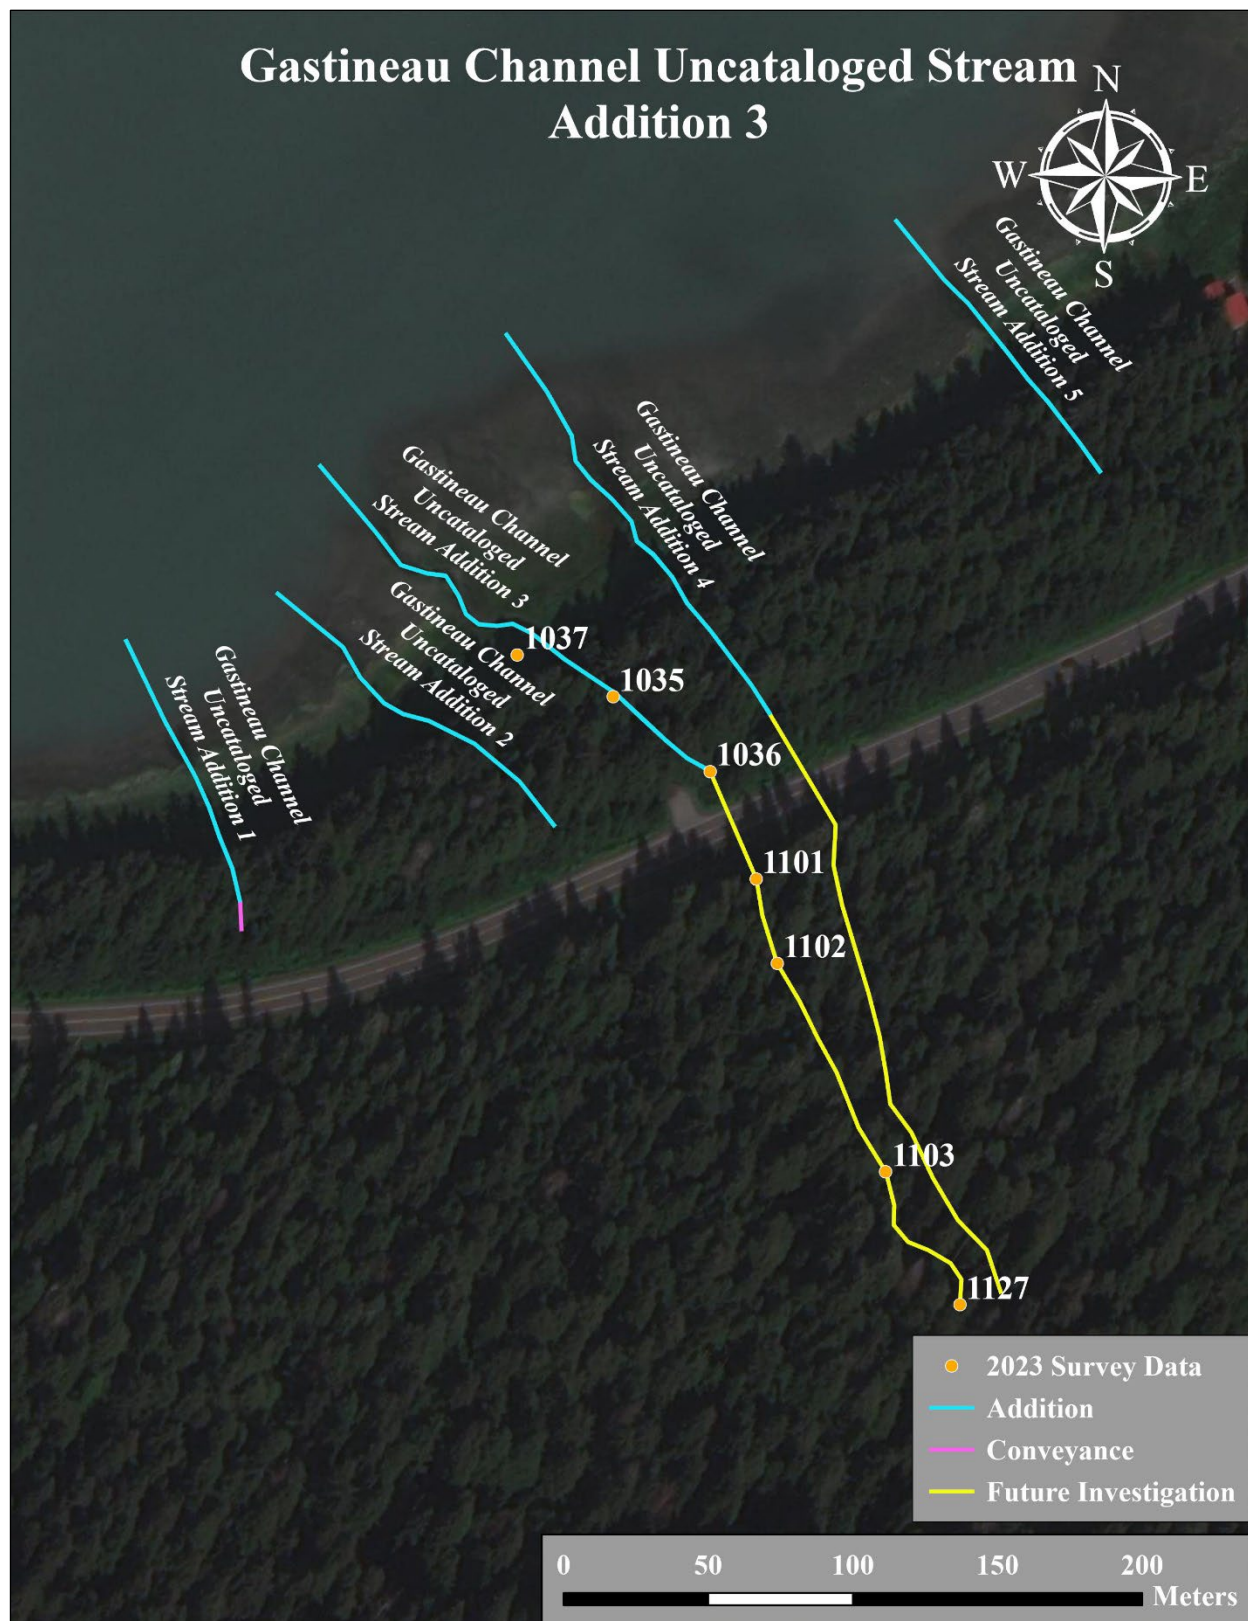 Gastineau Channel Uncataloged Stream
Addition 3
N
W
E
S
Gastineau Channel
Uncataloged
Stream Addition 5
Gastineau Channel
Uncataloged
Stream Addition 4
Gastineau Channel
Uncataloged
Stream Addition 3
Gastineau Channel
Uncataloged
Stream Addition 2
Gastineau Channel
Uncataloged
Stream Addition 1
1037
1035
1036
1101
1102
1103
1127
2023 Survey Data
Addition
Conveyance
Future Investigation
0 50 100 150 200
Meters